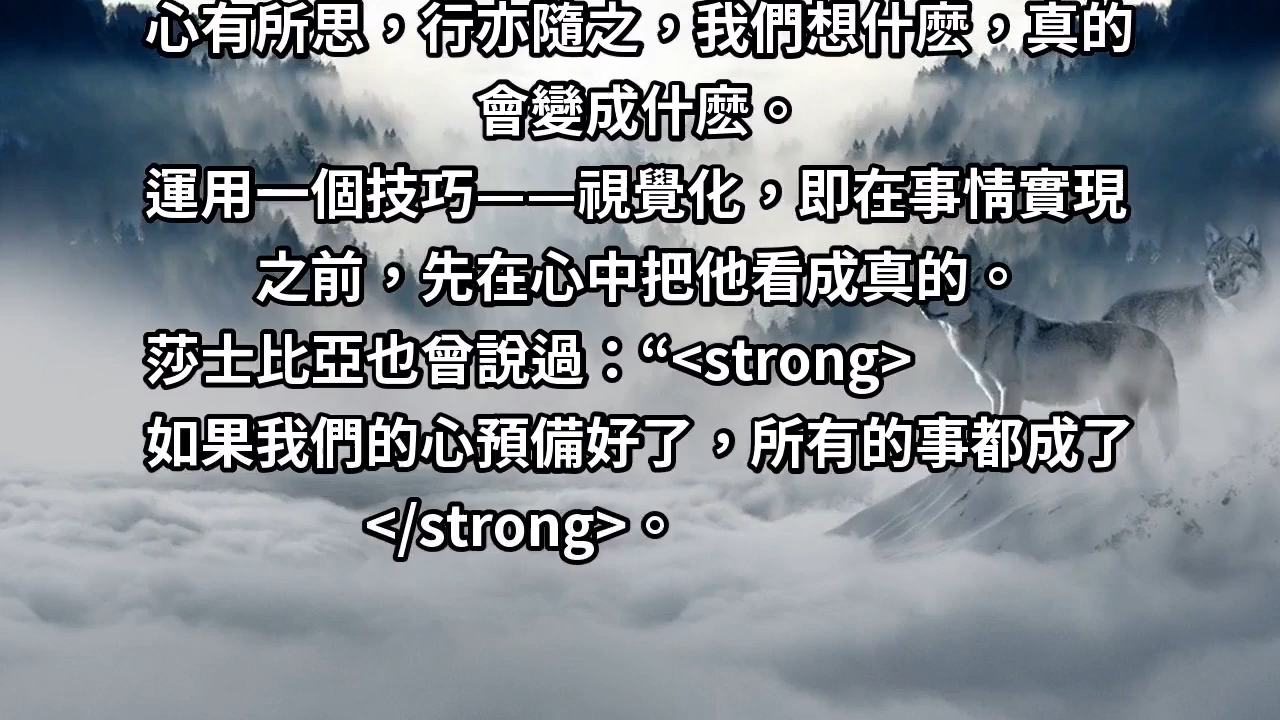 心有所思，行亦隨之，我們想什麽，真的
會變成什麽。
運用一個技巧——視覺化，即在事情實現
之前，先在心中把他看成真的。
莎士比亞也曾說過：“<strong>
如果我們的心預備好了，所有的事都成了
</strong>。